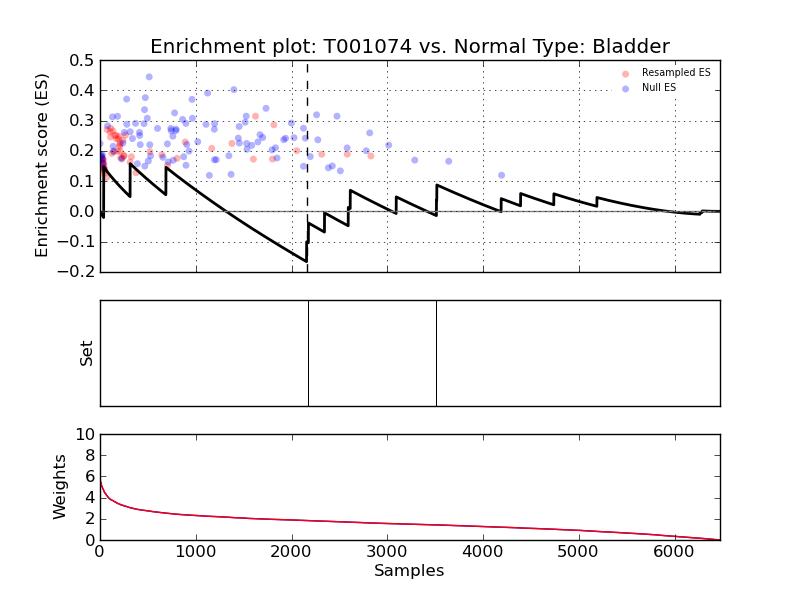 Enrichment plot: T001074 vs. Normal Type: Bladder
Enrichment score (ES)
0.5
0.4
0.3
0.2
0.1
0.0
−0.1
−0.2
Resampled ES
Null ES
Set
Weights
10
8
6
4
2
0
0 1000 2000 3000 4000 5000 6000
Samples